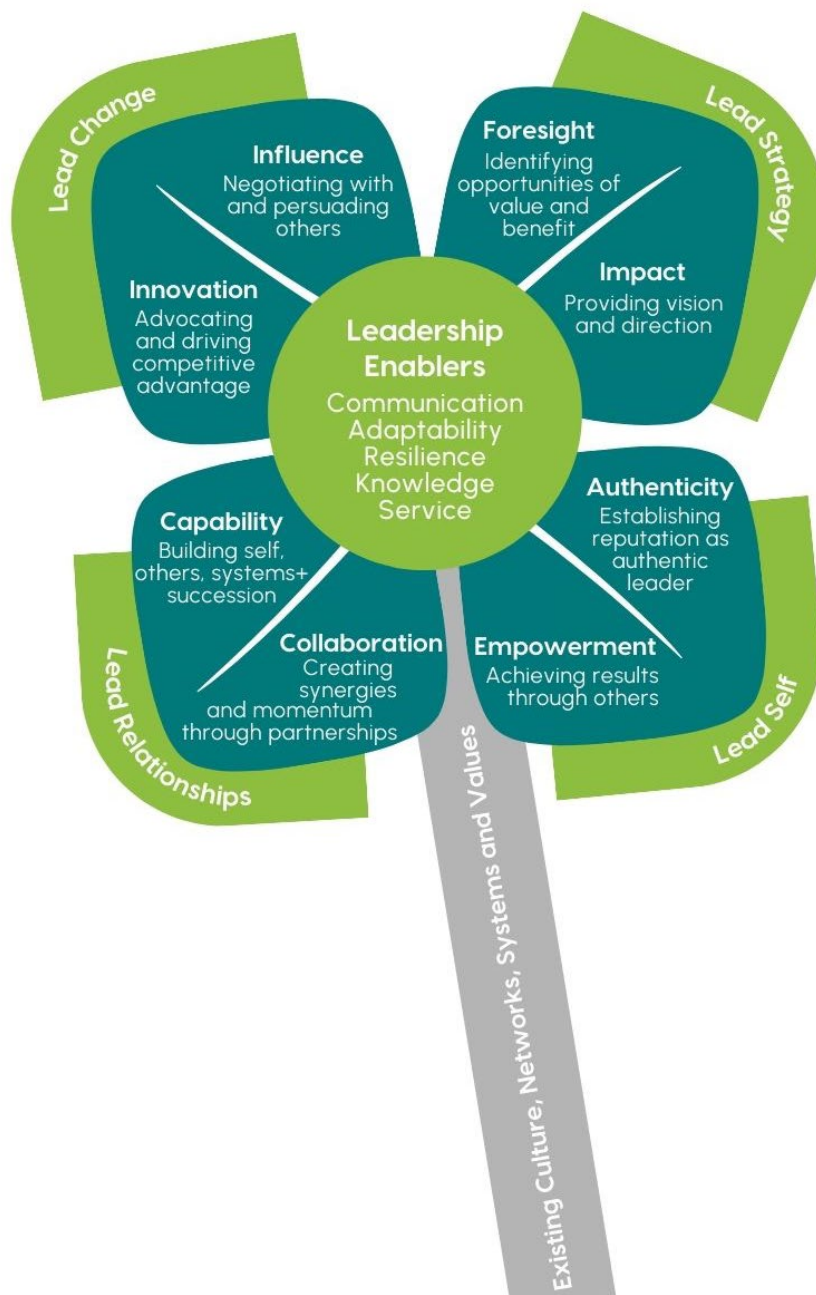 Lead Change
Influence
Negotiating with
and persuading
others
Innovation
Advocating
and driving
competitive
advantage
Lead Strategy
Foresight
Identifying
opportunities of
value and
benefit
Impact
Providing vision
and direction
Leadership
Enablers
Communication
Adaptability
Resilience
Knowledge
Service
Lead Relationships
Capability
Building self,
others, systems+
succession
Collaboration
Creating
synergies
and momentum
through partnerships
Lead Self
Authenticity
Establishing
reputation as
authentic
leader
Empowerment
Achieving results
through others
Existing Culture, Networks, Systems and Values